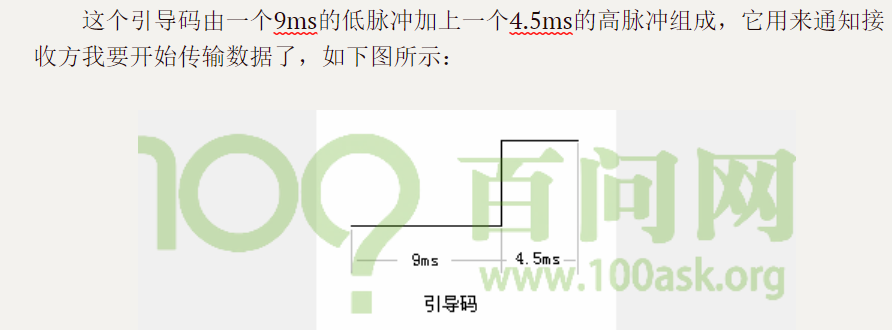 这个引导码由一个9ms的低脉冲加上一个4.5ms的高脉冲组成，它用来通知接
收方我要开始传输数据了，如下图所示：
100?
百问网
9ms
4.5ms
www.100ask.org
引导码